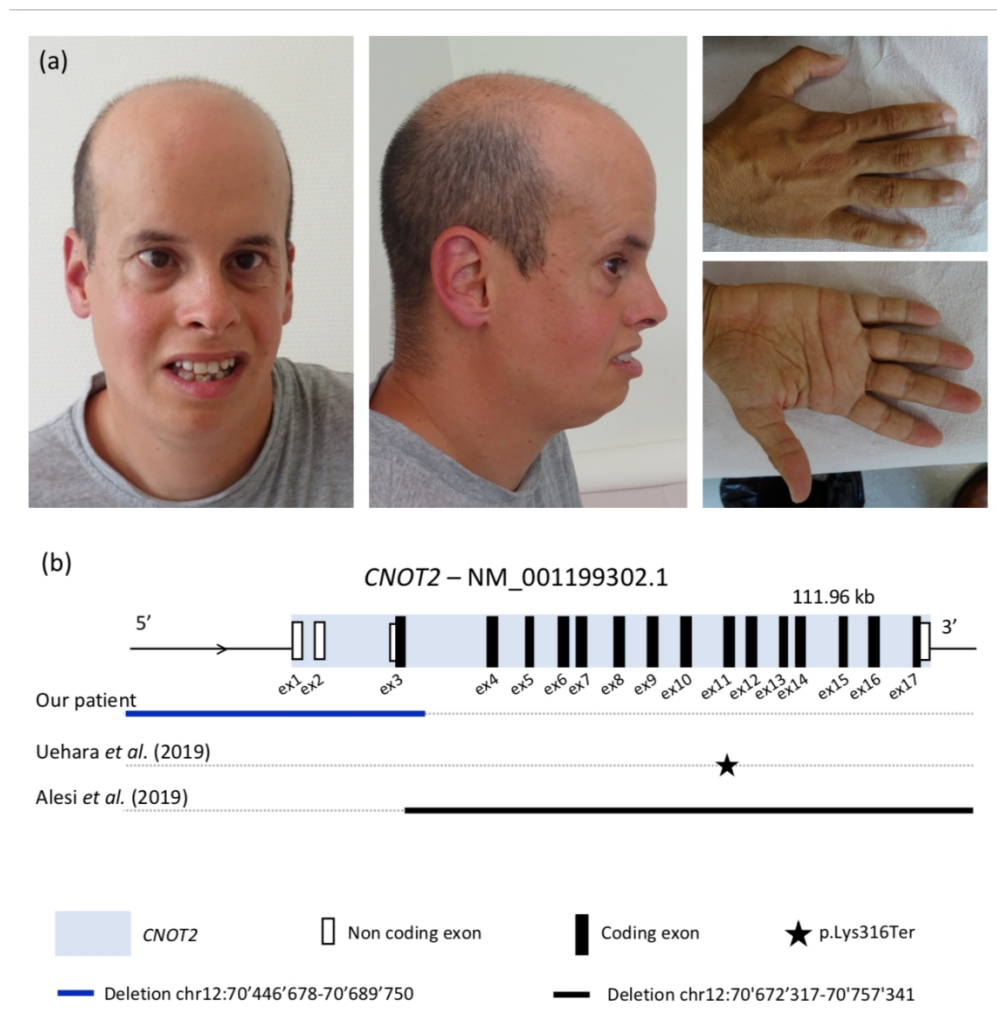 (a)
(b)
CNOT2 – NM_001199302.1
111.96 kb
5’
3’
ex1 ex2 ex3 ex4 ex5 ex6 ex7 ex8 ex9 ex10 ex11 ex12 ex13 ex14 ex15 ex16 ex17
Our patient
Uehara et al. (2019)
Alesi et al. (2019)
CNOT2 Non coding exon Coding exon p.Lys316Ter
Deletion chr12:70’446’678-70’689’750 Deletion chr12:70'672’317-70'757'341